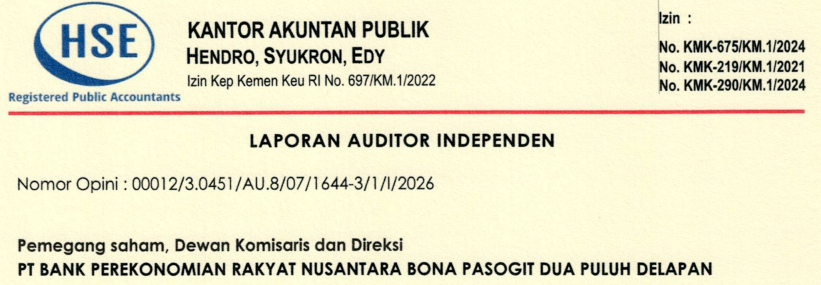 HSE
Registered Public Accountants
KANTOR AKUNTAN PUBLIK
HENDRO, SYUKRON, EDY
Izin Kep Kemen Keu RI No. 697/KM.1/2022
Izin :
No. KMK-675/KM.1/2024
No. KMK-219/KM.1/2021
No. KMK-290/KM.1/2024
LAPORAN AUDITOR INDEPENDEN
Nomor Opini : 00012/3.0451/AU.8/07/1644-3/1/I/2026
Pemegang saham, Dewan Komisaris dan Direksi
PT BANK PEREKONOMIAN RAKYAT NUSANTARA BONA PASOGIT DUA PULUH DELAPAN